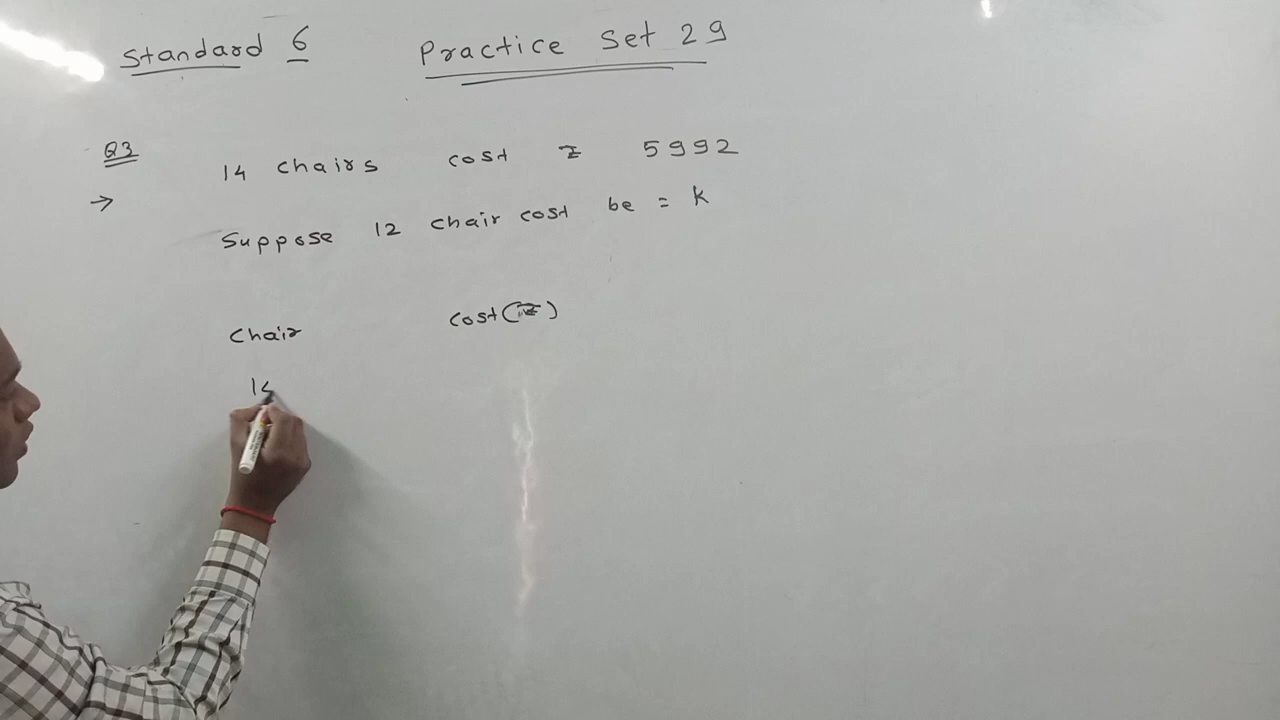 Standard 6 Practice Set 29
Q3 14 chairs cost = 5992
→ Suppose 12 chair cost be = k
Chair cost(₹)
14